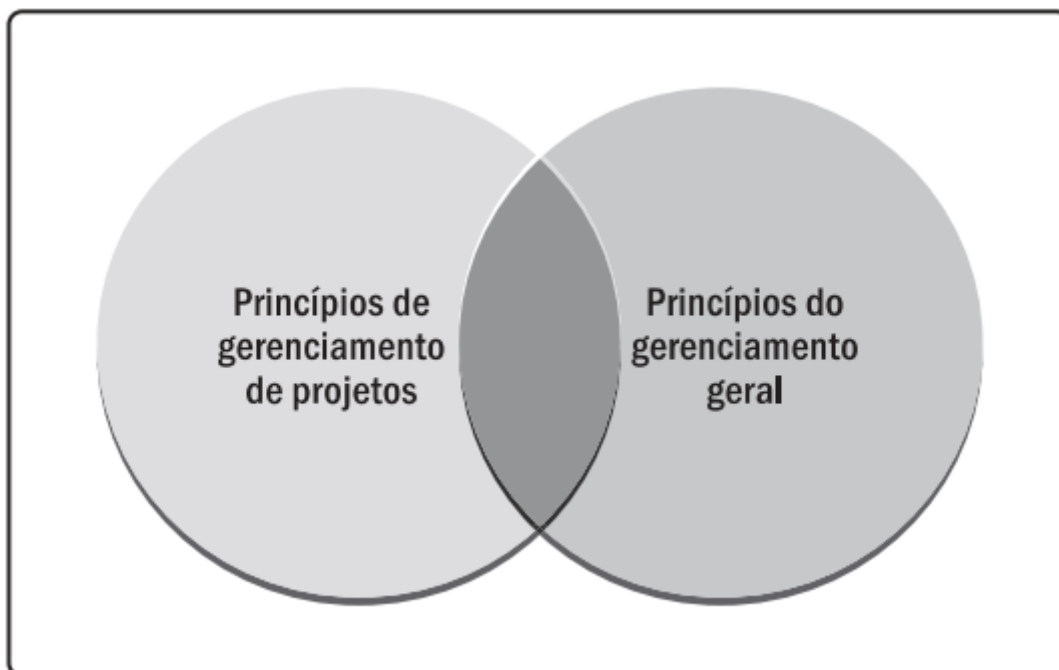 Princípios de
gerenciamento
de projetos
Princípios do
gerenciamento
geral